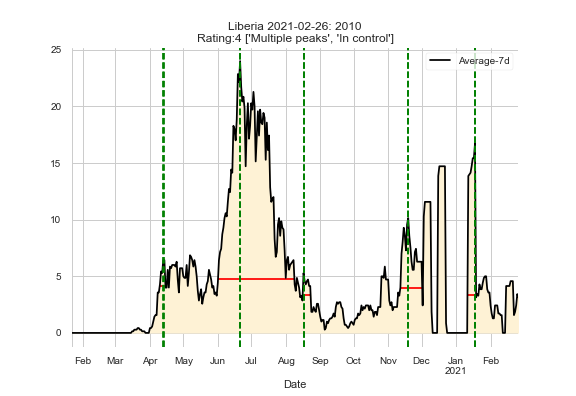 Liberia 2021-02-26: 2010
Rating:4 ['Multiple peaks', 'In control']
Average-7d
25
20
15
10
5
0
Feb Mar Apr May Jun Jul Aug Sep Oct Nov Dec Jan Feb
2021
Date